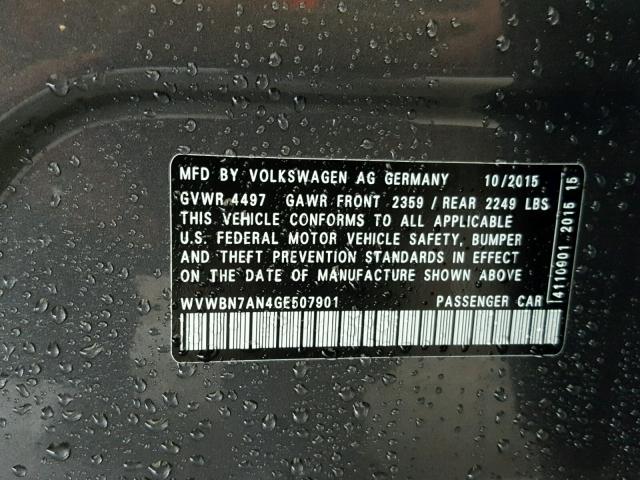 MFD BY VOLKSWAGEN AG GERMANY 10/2015
GVWR 4497 GAWR FRONT 2359 / REAR 2249 LBS
THIS VEHICLE CONFORMS TO ALL APPLICABLE
U.S. FEDERAL MOTOR VEHICLE SAFETY, BUMPER
AND THEFT PREVENTION STANDARDS IN EFFECT
ON THE DATE OF MANUFACTURE SHOWN ABOVE
WVWBN7AN4GE507901 PASSENGER CAR
4110901 2015 15